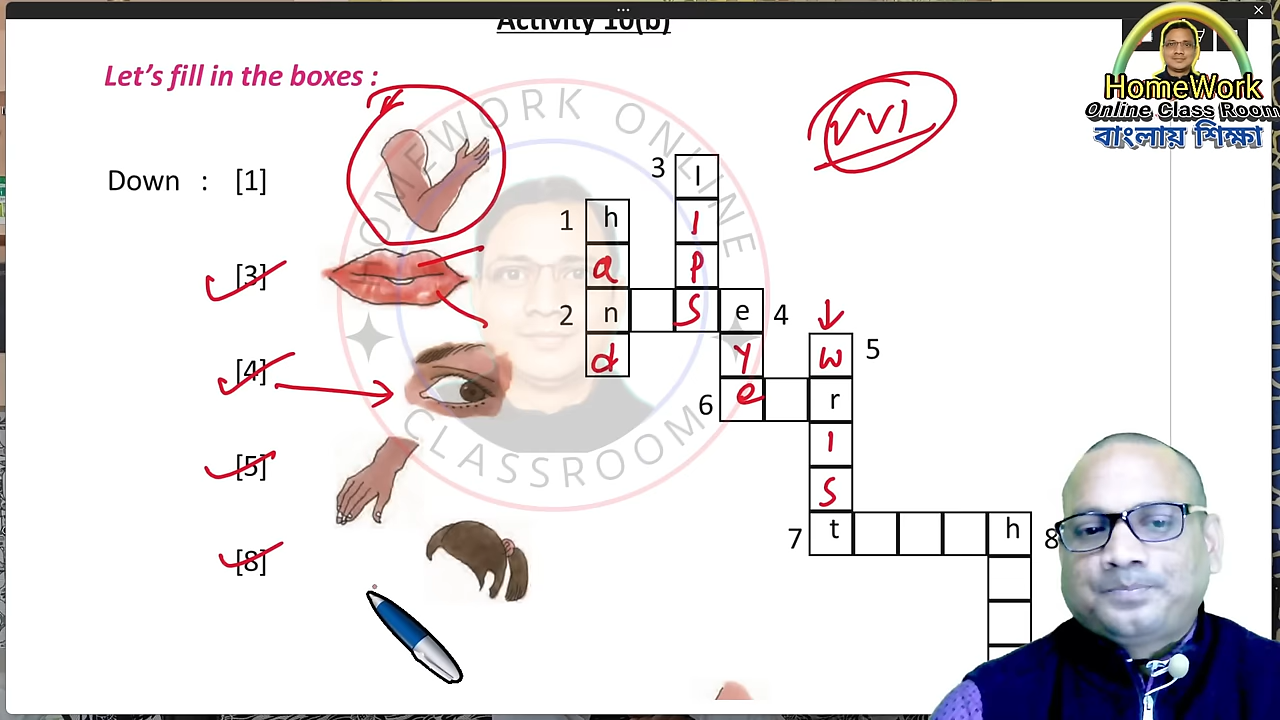 Activity 10(b)
Let's fill in the boxes :
HomeWork
Online Class Room
বাংলায় শিক্ষা
VVI
HOMEWORK ONLINE
CLASSROOM
Down : [1]
[3]
[4]
[5]
[8]
3 l
1 h I
a P
2 n S e 4
d y w 5
6 e r
I
S
7 t h 8